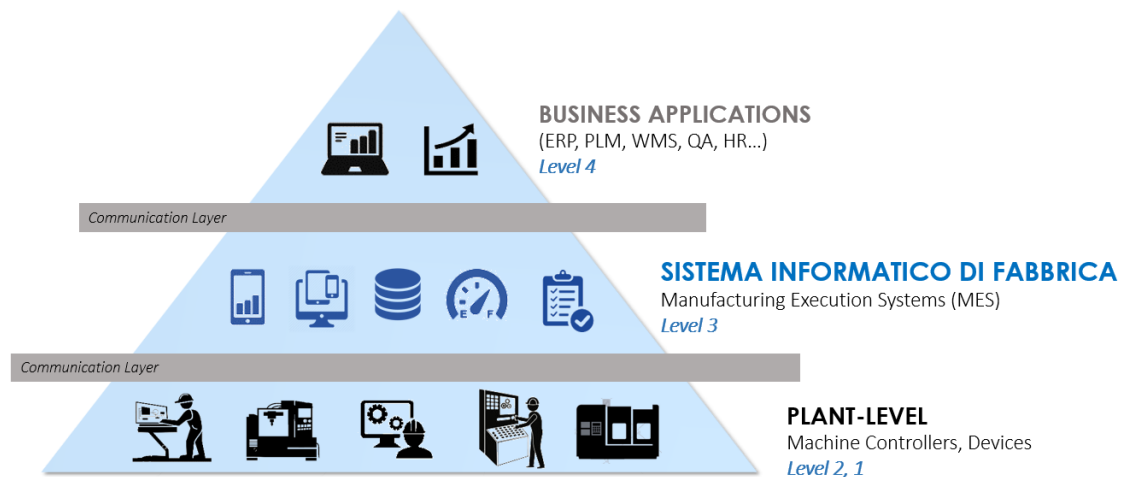 BUSINESS APPLICATIONS
(ERP, PLM, WMS, QA, HR...)
Level 4
Communication Layer
SISTEMA INFORMATICO DI FABBRICA
Manufacturing Execution Systems (MES)
Level 3
E F
Communication Layer
PLANT-LEVEL
Machine Controllers, Devices
Level 2, 1